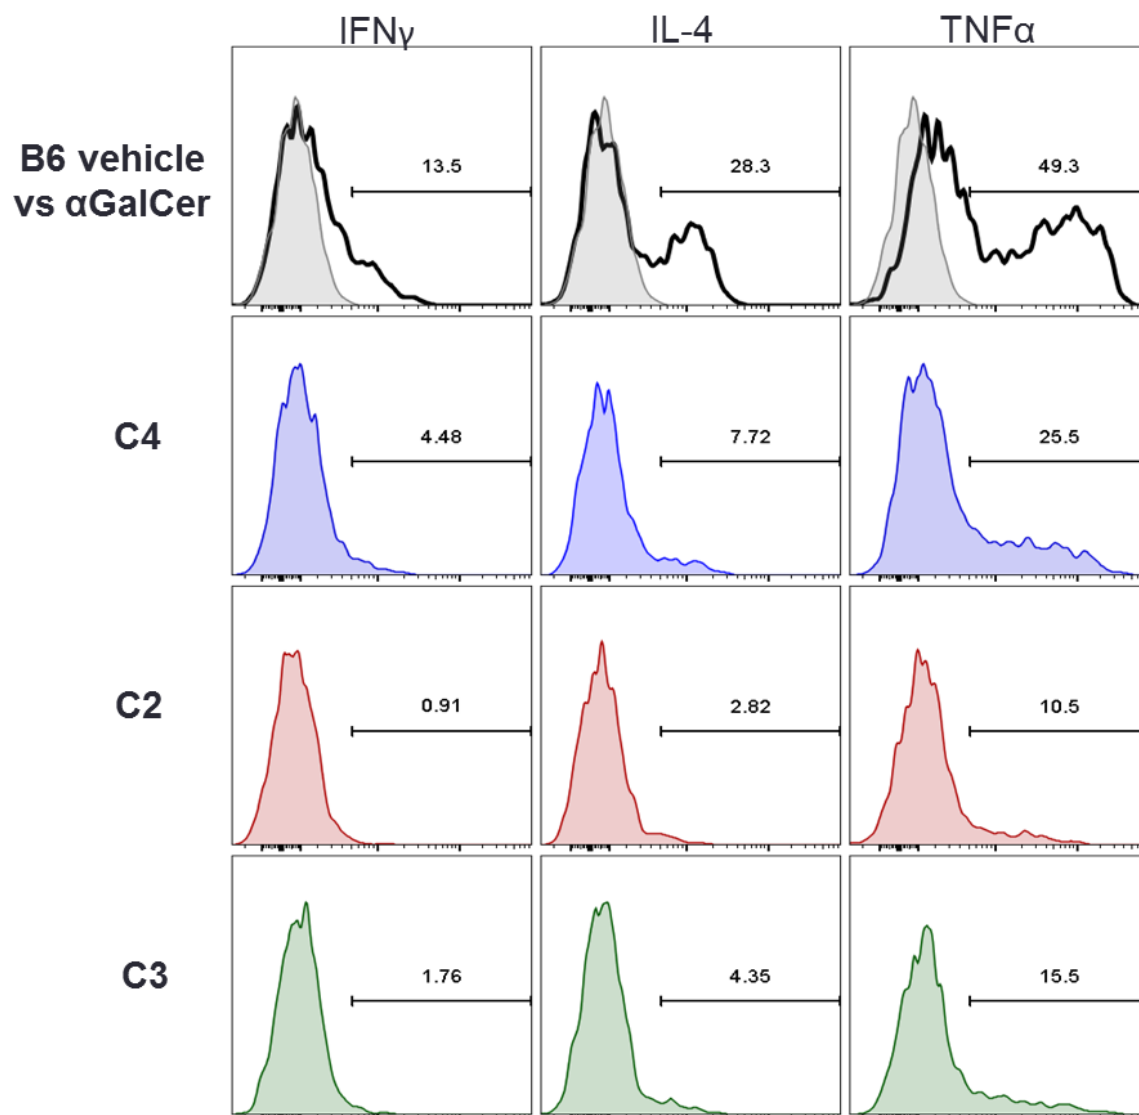 IFNγ IL-4 TNFα
B6 vehicle
vs αGalCer
13.5 28.3 49.3
C4
4.48 7.72 25.5
C2
0.91 2.82 10.5
C3
1.76 4.35 15.5